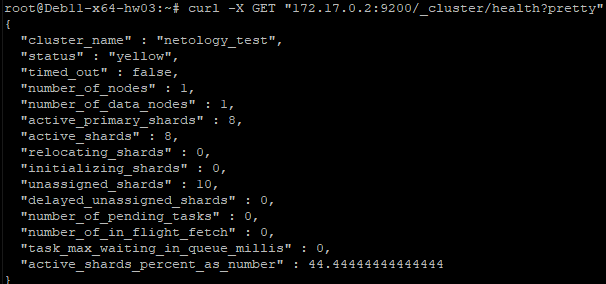 root@Deb11-x64-hw03:~# curl -X GET "172.17.0.2:9200/_cluster/health?pretty"
{
  "cluster_name" : "netology_test",
  "status" : "yellow",
  "timed_out" : false,
  "number_of_nodes" : 1,
  "number_of_data_nodes" : 1,
  "active_primary_shards" : 8,
  "active_shards" : 8,
  "relocating_shards" : 0,
  "initializing_shards" : 0,
  "unassigned_shards" : 10,
  "delayed_unassigned_shards" : 0,
  "number_of_pending_tasks" : 0,
  "number_of_in_flight_fetch" : 0,
  "task_max_waiting_in_queue_millis" : 0,
  "active_shards_percent_as_number" : 44.44444444444444
}